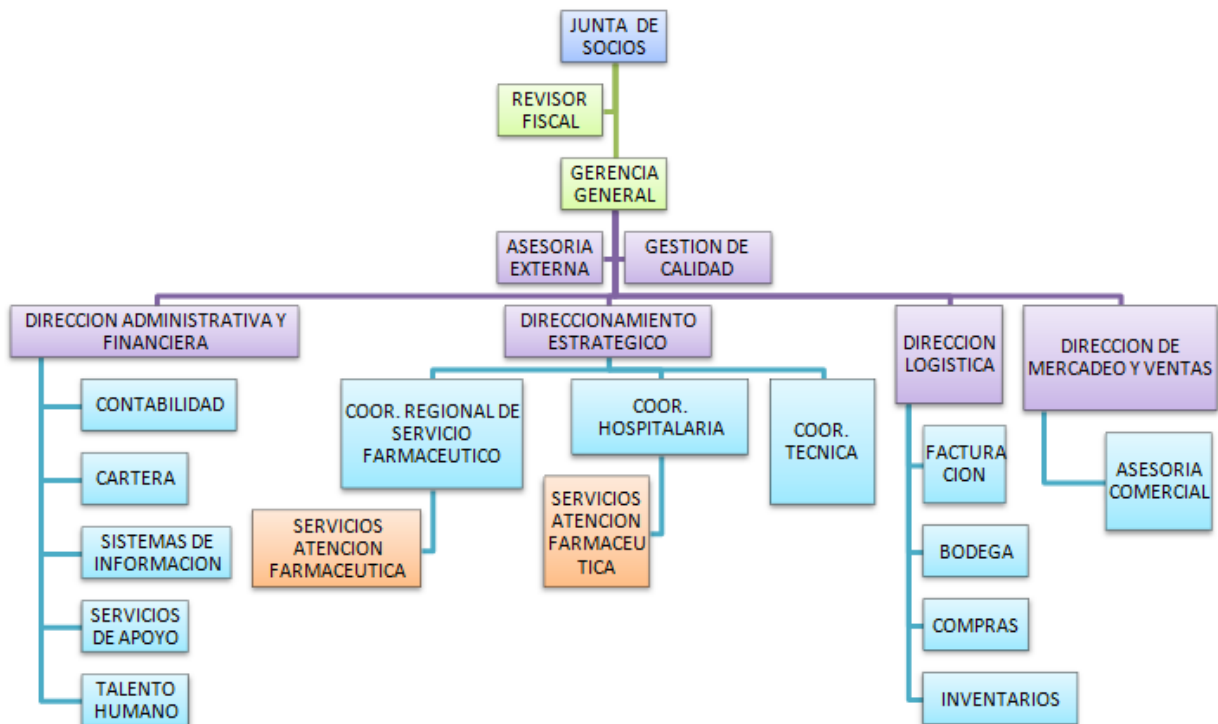 JUNTA DE
SOCIOS
REVISOR
FISCAL
GERENCIA
GENERAL
ASESORIA
EXTERNA
GESTION DE
CALIDAD
DIRECCION ADMINISTRATIVA Y
FINANCIERA
DIRECCIONAMIENTO
ESTRATEGICO
DIRECCION
LOGISTICA
DIRECCION DE
MERCADEO Y VENTAS
CONTABILIDAD
CARTERA
SISTEMAS DE
INFORMACION
SERVICIOS
DE APOYO
TALENTO
HUMANO
COOR. REGIONAL DE
SERVICIO
FARMACEUTICO
SERVICIOS
ATENCION
FARMACEUTICA
COOR.
HOSPITALARIA
SERVICIOS
ATENCION
FARMACEU
TICA
COOR.
TECNICA
FACTURA
CION
BODEGA
COMPRAS
INVENTARIOS
ASESORIA
COMERCIAL